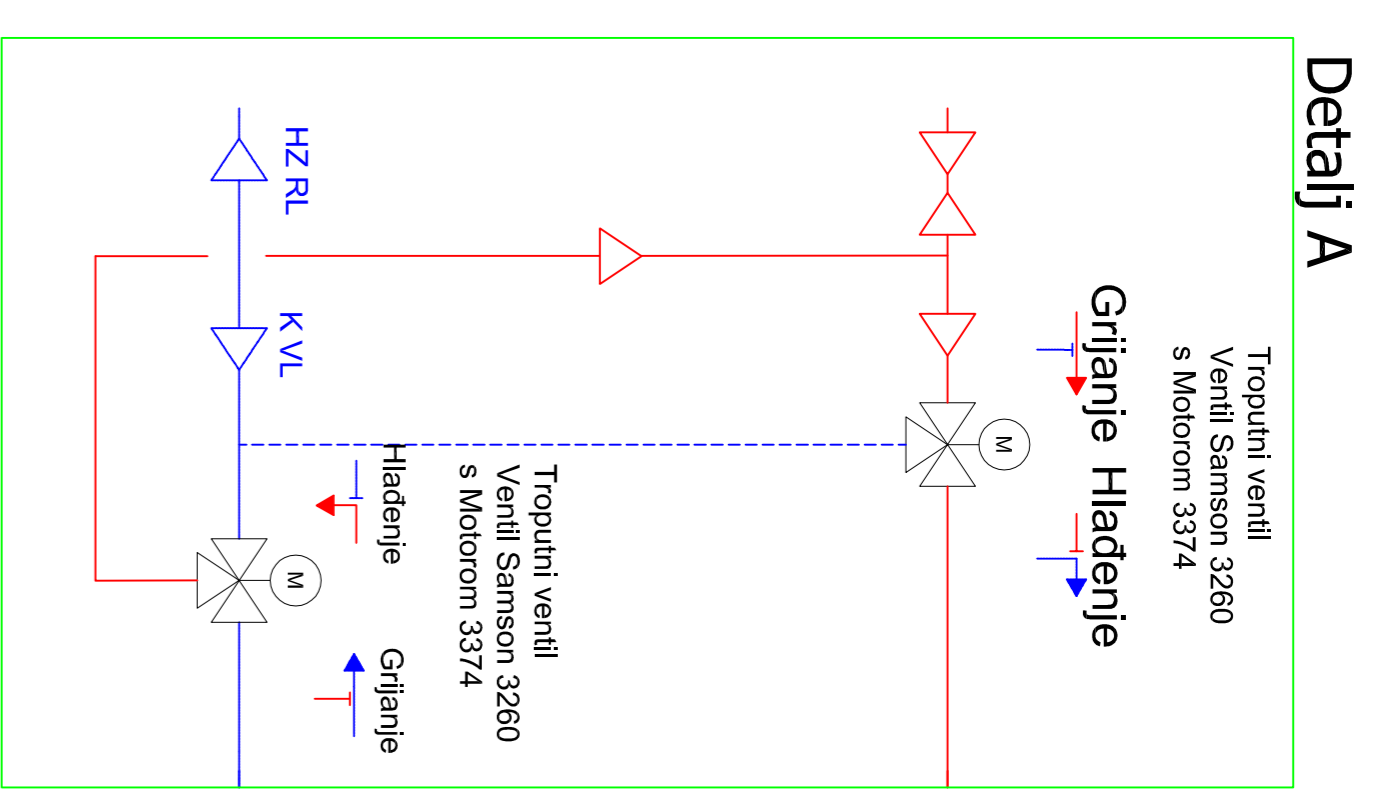 Detalj A
Troputni ventil
Ventil Samson 3260
s Motorom 3374
Grijanje Hlađenje
M
Troputni ventil
Ventil Samson 3260
s Motorom 3374
Hlađenje
Grijanje
HZ RL
K VL
M